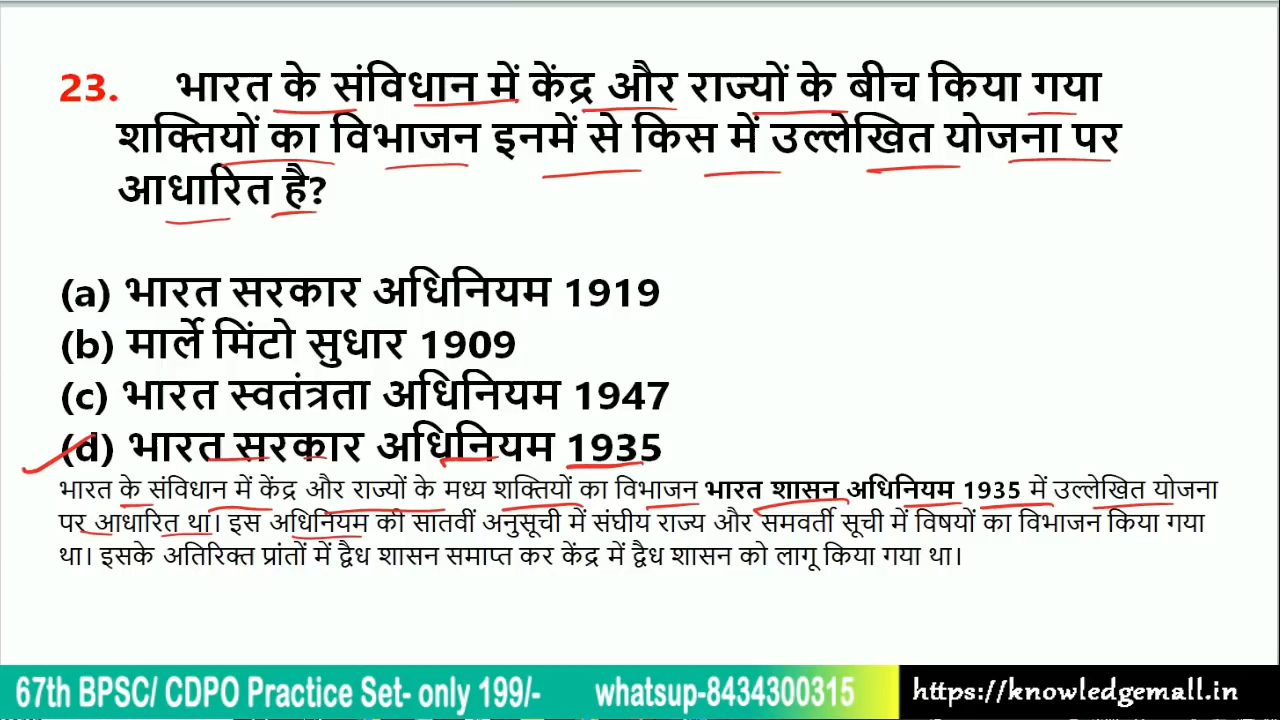 23. भारत के संविधान में केंद्र और राज्यों के बीच किया गया
शक्तियों का विभाजन इनमें से किस में उल्लेखित योजना पर
आधारित है?
(a) भारत सरकार अधिनियम 1919
(b) मार्ले मिंटो सुधार 1909
(c) भारत स्वतंत्रता अधिनियम 1947
(d) भारत सरकार अधिनियम 1935
भारत के संविधान में केंद्र और राज्यों के मध्य शक्तियों का विभाजन भारत शासन अधिनियम 1935 में उल्लेखित योजना
पर आधारित था। इस अधिनियम की सातवीं अनुसूची में संघीय राज्य और समवर्ती सूची में विषयों का विभाजन किया गया
था। इसके अतिरिक्त प्रांतों में द्वैध शासन समाप्त कर केंद्र में द्वैध शासन को लागू किया गया था।
67th BPSC/ CDPO Practice Set- only 199/- whatsup-8434300315 https://knowledgemall.in